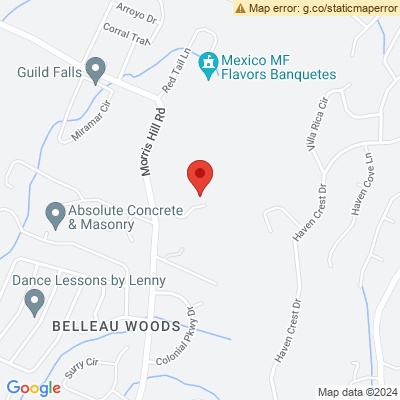 Map error: g.co/staticmaperror
Arroyo Dr
Corral Trah
Guild Falls
Red Tail Ln
Mexico MF
Flavors Banquetes
Miramar Cir
Morris Hill Rd
Villa Rica Cir
Haven Cove Ln
Absolute Concrete
& Masonry
Haven Crest Dr
Dance Lessons by Lenny
BELLEAU WOODS
Colonial Pkwy Dr
Haven Crest Dr
Surry Cir
Google
Map data ©2024